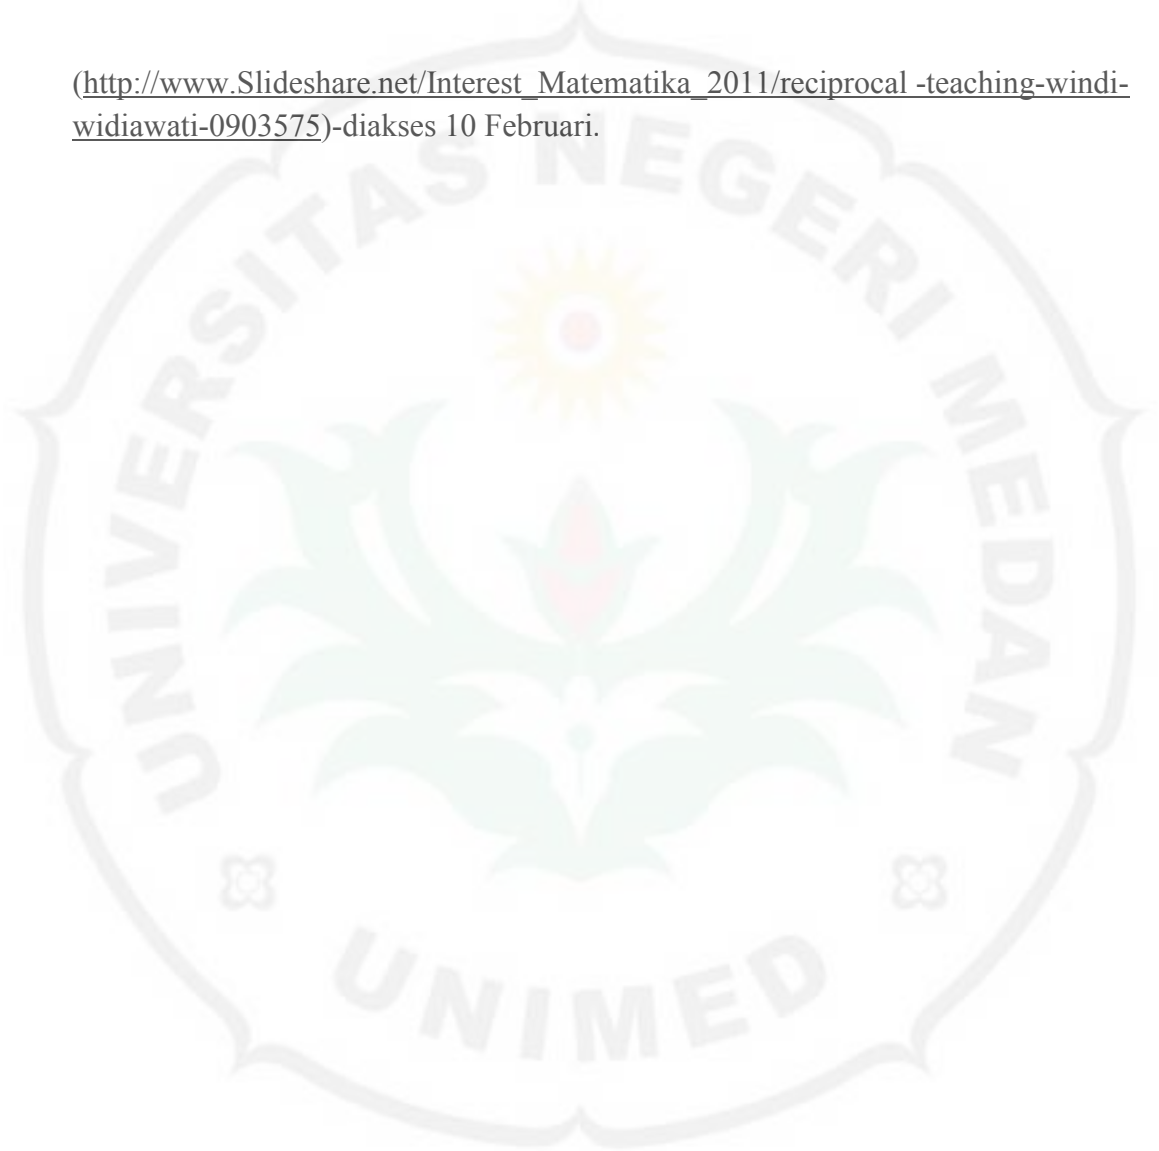 (http://www.Slideshare.net/Interest_Matematika_2011/reciprocal -teaching-windi-
widiawati-0903575)-diakses 10 Februari.
UNIVERSITAS NEGERI MEDAN
UNIMED